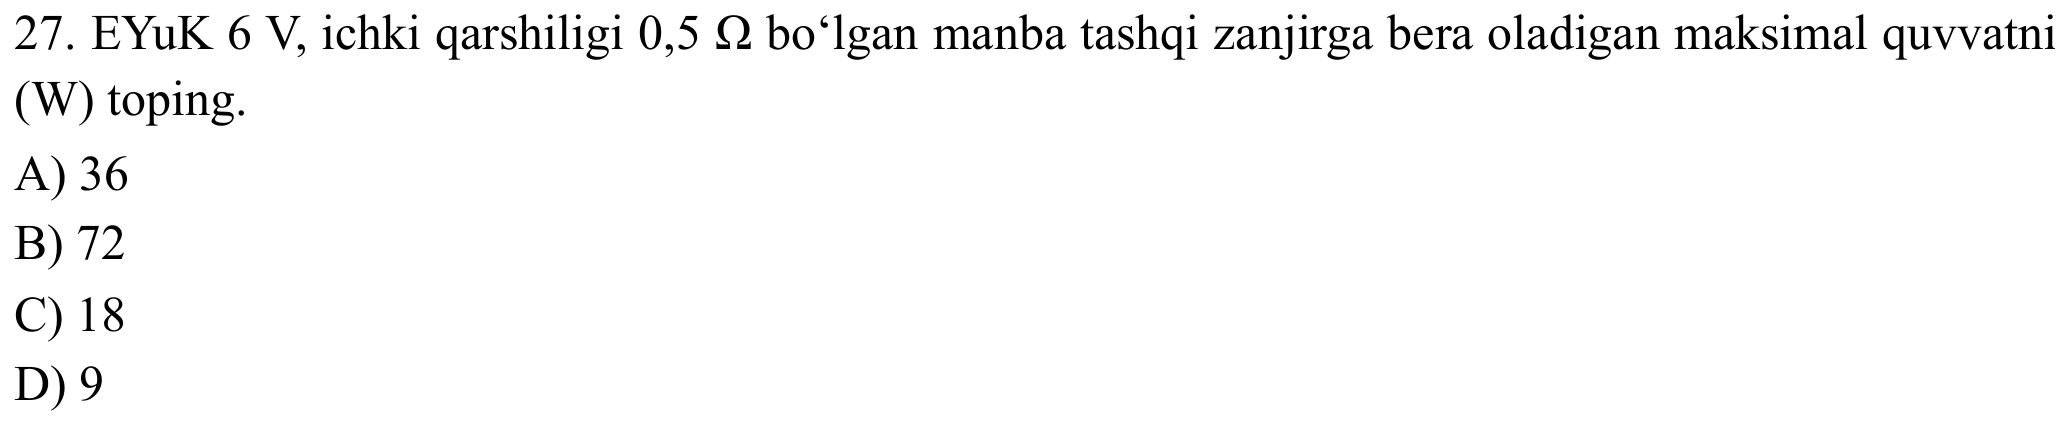 27. EYuK 6 V, ichki qarshiligi 0,5 Ω bo‘lgan manba tashqi zanjirga bera oladigan maksimal quvvatni
(W) toping.
A) 36
B) 72
C) 18
D) 9